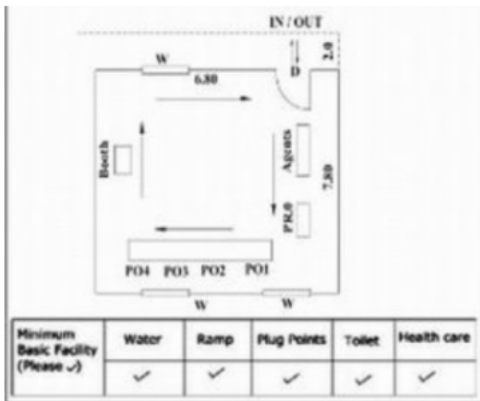 IN / OUT
2.0
W
D
6.80
Booth
Agents
7.80
PR.0
PO4 PO3 PO2 PO1
W W
Minimum Basic Facility (Please ✓)
Water Ramp Plug Points Toilet Health care
✓ ✓ ✓ ✓ ✓